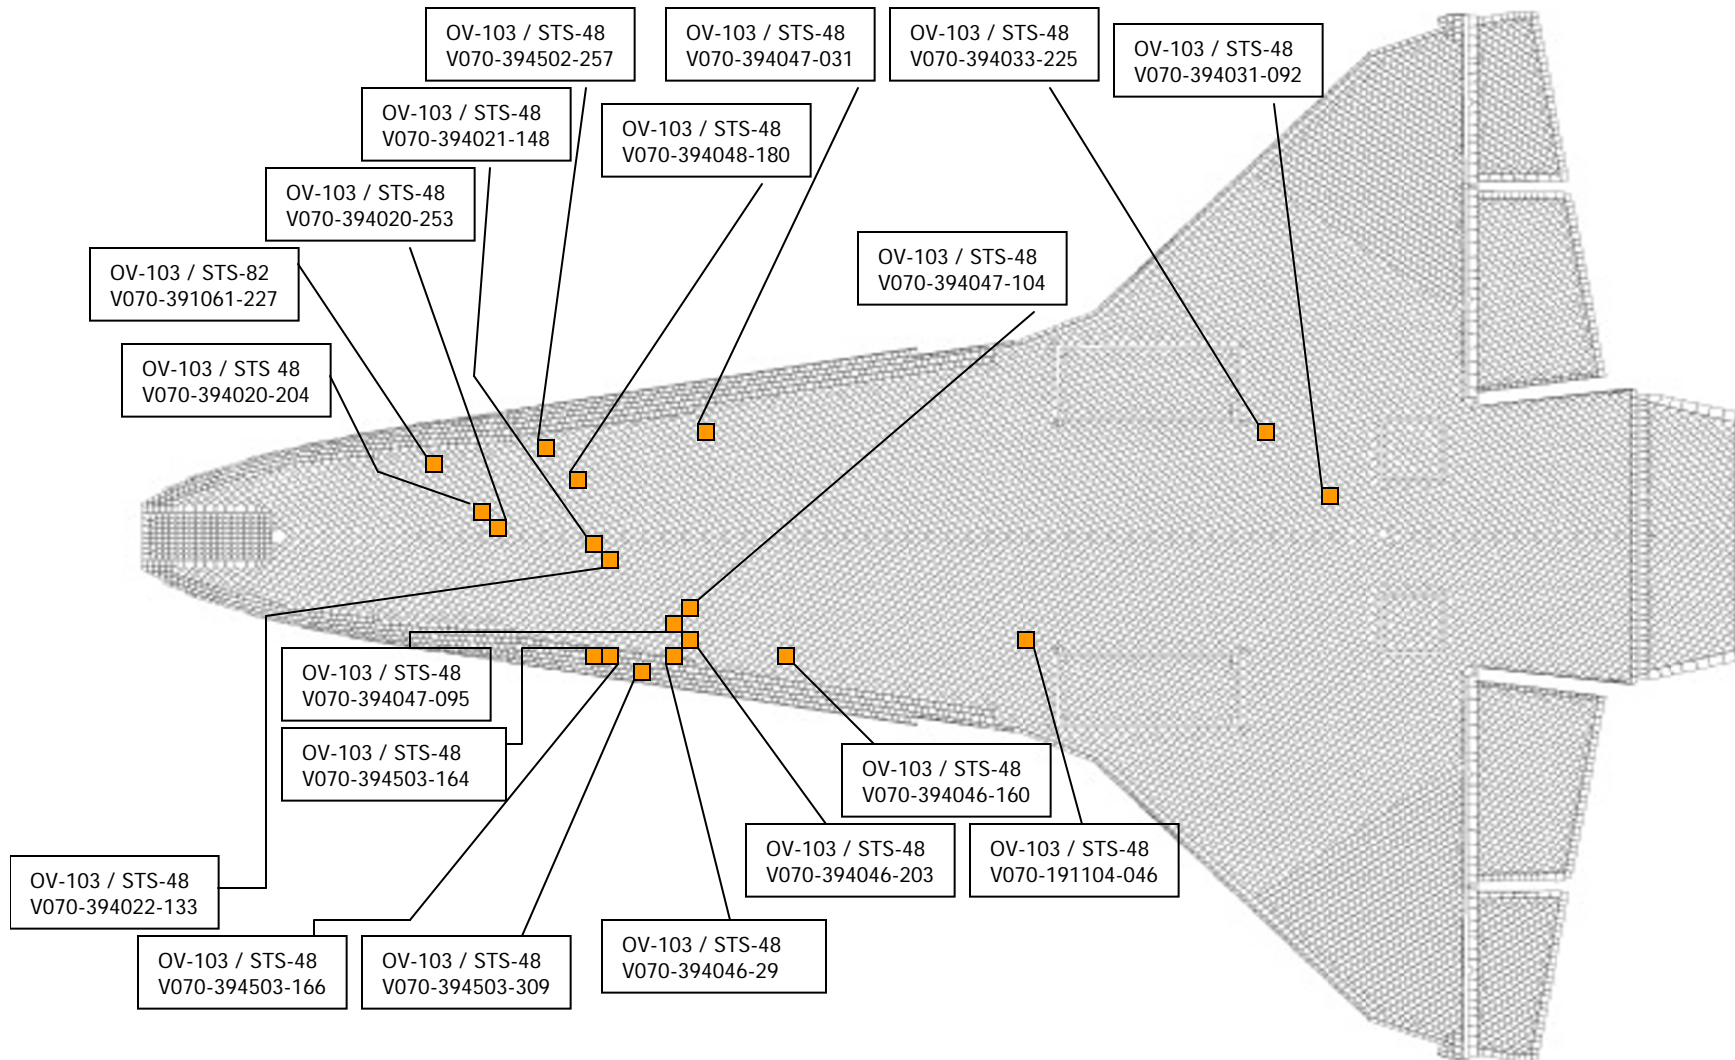 OV-103 / STS-48
V070-394502-257
OV-103 / STS-48
V070-394047-031
OV-103 / STS-48
V070-394033-225
OV-103 / STS-48
V070-394031-092
OV-103 / STS-48
V070-394021-148
OV-103 / STS-48
V070-394048-180
OV-103 / STS-48
V070-394020-253
OV-103 / STS-82
V070-391061-227
OV-103 / STS-48
V070-394047-104
OV-103 / STS 48
V070-394020-204
OV-103 / STS-48
V070-394047-095
OV-103 / STS-48
V070-394503-164
OV-103 / STS-48
V070-394046-160
OV-103 / STS-48
V070-394046-203
OV-103 / STS-48
V070-191104-046
OV-103 / STS-48
V070-394022-133
OV-103 / STS-48
V070-394503-166
OV-103 / STS-48
V070-394503-309
OV-103 / STS-48
V070-394046-29